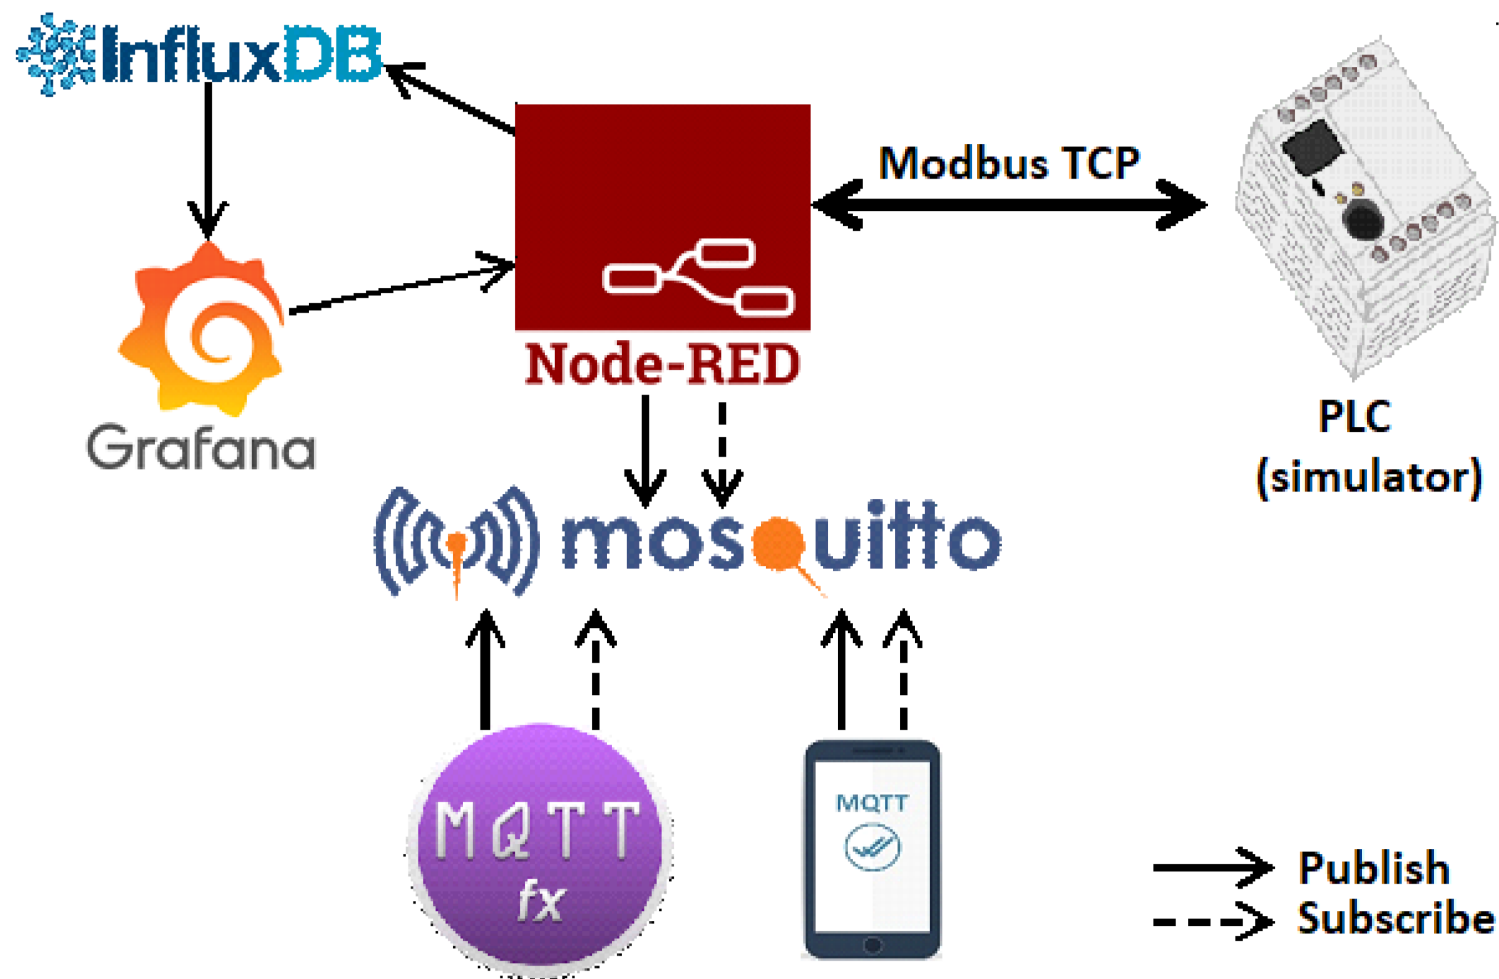 InfluxDB
Modbus TCP
Node-RED
Grafana
PLC
(simulator)
mosquitto
MQTT
fx
MQTT
Publish
Subscribe